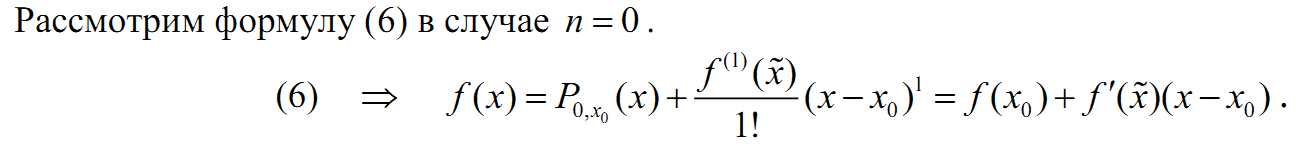 Рассмотрим формулу (6) в случае n = 0 .
(6) ⇒ f(x) = P_{0,x_0}(x) + \frac{f^{(1)}(\tilde{x})}{1!}(x − x_0)^1 = f(x_0) + f′(\tilde{x})(x − x_0) .